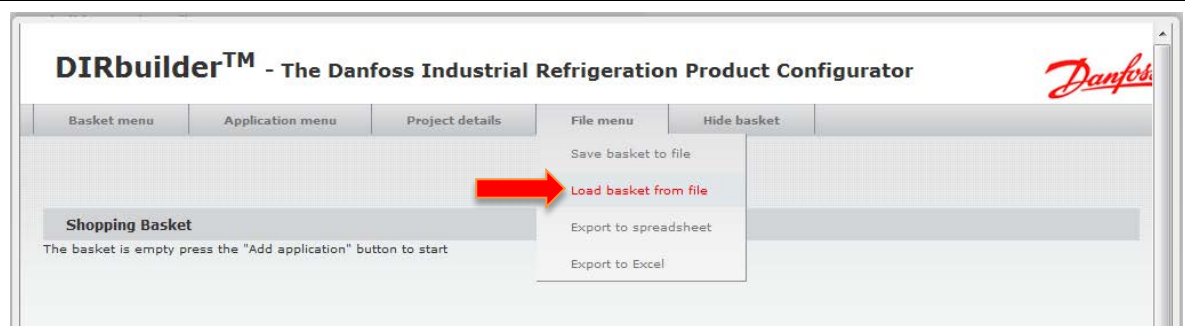 DIRbuilder™ - The Danfoss Industrial Refrigeration Product Configurator
Danfoss
Basket menu Application menu Project details File menu Hide basket
Save basket to file
Load basket from file
Shopping Basket
Export to spreadsheet
The basket is empty press the "Add application" button to start
Export to Excel